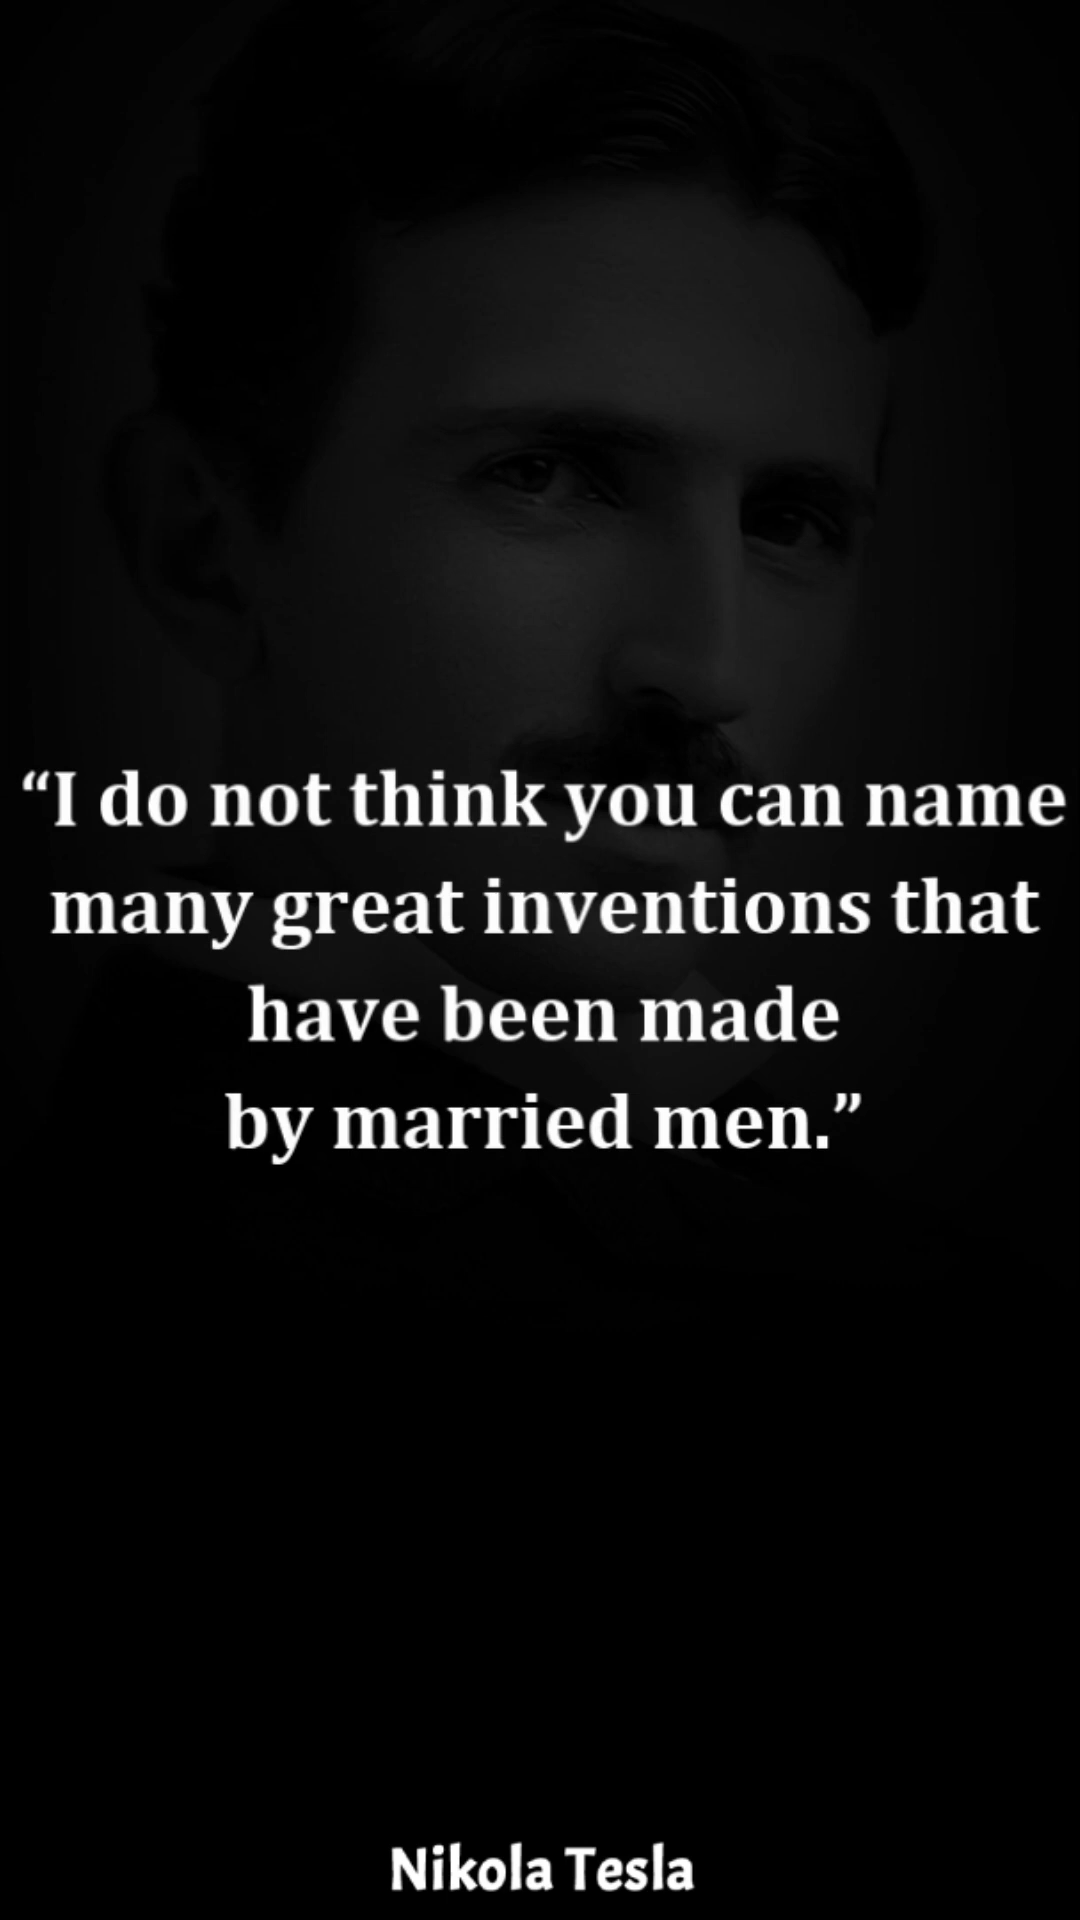 “I do not think you can name
many great inventions that
have been made
by married men.”
Nikola Tesla